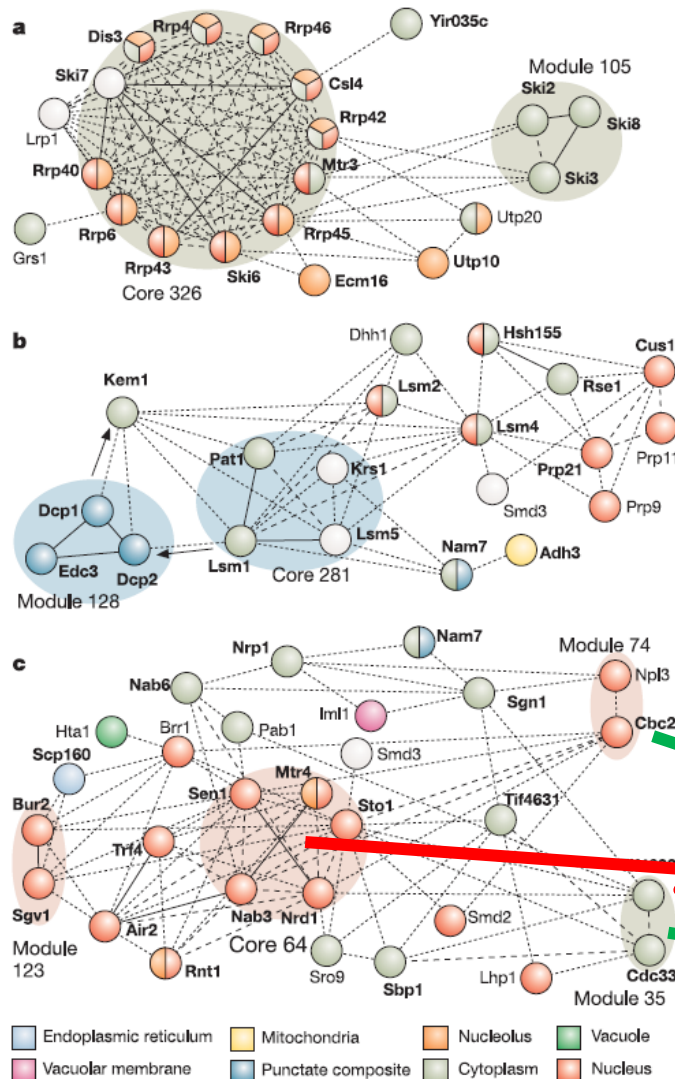 a
Rrp4
Rrp46
Dis3
Yir035c
Ski7
Csl4
Module 105
Ski2
Lrp1
Rrp42
Ski8
Mtr3
Rrp40
Ski3
Rrp6
Rrp45
Utp20
Grs1
Rrp43
Ski6
Utp10
Ecm16
Core 326
b
Dhh1
Hsh155
Cus1
Kem1
Lsm2
Rse1
Lsm4
Pat1
Krs1
Prp11
Prp21
Dcp1
Smd3
Prp9
Lsm5
Nam7
Adh3
Edc3
Dcp2
Lsm1
Core 281
Module 128
c
Nam7
Nrp1
Module 74
Nab6
Npl3
Iml1
Sgn1
Hta1
Brr1
Pab1
Cbc2
Scp160
Smd3
Mtr4
Bur2
Sen1
Sto1
Tif4631
Trf4
Sgv1
Nab3
Nrd1
Air2
Core 64
Smd2
Module
123
Rnt1
Sro9
Sbp1
Lhp1
Cdc33
Module 35
Endoplasmic reticulum
Mitochondria
Nucleolus
Vacuole
Vacuolar membrane
Punctate composite
Cytoplasm
Nucleus